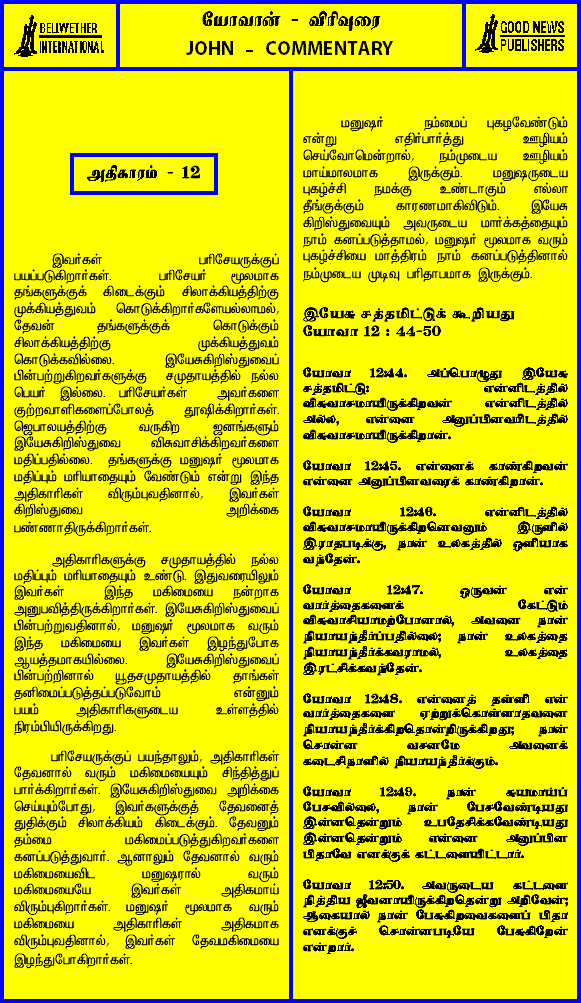 BELWETHER
INTERNATIONAL
யோவான் - விரிவுரை
JOHN - COMMENTARY
GOOD NEWS
PUBLISHERS
அதிகாரம் - 12
இவர்கள் பரிசேயருக்குப்
பயப்படுகிறார்கள். பரிசேயர் மூலமாக
தங்களுக்குக் கிடைக்கும் சிலாக்கியத்திற்கு
முக்கியத்துவம் கொடுக்கிறார்களேயல்லாமல்,
தேவன் தங்களுக்குக் கொடுக்கும்
சிலாக்கியத்திற்கு முக்கியத்துவம்
கொடுக்கவில்லை. இயேசுகிறிஸ்துவைப்
பின்பற்றுகிறவர்களுக்கு சமுதாயத்தில் நல்ல
பெயர் இல்லை. பரிசேயர்கள் அவர்களை
குற்றவாளிகளைப்போலத் தூஷிக்கிறார்கள்.
ஜெபாலயத்திற்கு வருகிற ஜனங்களும்
இயேசுகிறிஸ்துவை விசுவாசிக்கிறவர்களை
மதிப்பதில்லை. தங்களுக்கு மனுஷர் மூலமாக
மதிப்பும் மரியாதையும் வேண்டும் என்று இந்த
அதிகாரிகள் விரும்புவதினால், இவர்கள்
கிறிஸ்துவை அறிக்கை
பண்ணாதிருக்கிறார்கள்.
அதிகாரிகளுக்கு சமுதாயத்தில் நல்ல
மதிப்பும் மரியாதையும் உண்டு. இதுவரையிலும்
இவர்கள் இந்த மகிமையை நன்றாக
அனுபவித்திருக்கிறார்கள். இயேசுகிறிஸ்துவைப்
பின்பற்றுவதினால், மனுஷர் மூலமாக வரும்
இந்த மகிமையை இவர்கள் இழந்துபோக
ஆயத்தமாகயில்லை. இயேசுகிறிஸ்துவைப்
பின்பற்றினால் யூதசமுதாயத்தில் தாங்கள்
தனிமைப்படுத்தப்படுவோம் என்னும்
பயம் அதிகாரிகளுடைய உள்ளத்தில்
நிரம்பியிருக்கிறது.
பரிசேயருக்குப் பயந்தாலும், அதிகாரிகள்
தேவனால் வரும் மகிமையையும் சிந்தித்துப்
பார்க்கிறார்கள். இயேசுகிறிஸ்துவை அறிக்கை
செய்யும்போது, இவர்களுக்குத் தேவனைத்
துதிக்கும் சிலாக்கியம் கிடைக்கும். தேவனும்
தம்மை மகிமைப்படுத்துகிறவர்களை
கனப்படுத்துவார். ஆனாலும் தேவனால் வரும்
மகிமையைவிட மனுஷரால் வரும்
மகிமையையே இவர்கள் அதிகமாய்
விரும்புகிறார்கள். மனுஷர் மூலமாக வரும்
மகிமையை அதிகாரிகள் அதிகமாக
விரும்புவதினால், இவர்கள் தேவமகிமையை
இழந்துபோகிறார்கள்.
மனுஷர் நம்மைப் புகழவேண்டும்
என்று எதிர்பார்த்து ஊழியம்
செய்வோமென்றால், நம்முடைய ஊழியம்
மாய்மாலமாக இருக்கும். மனுஷருடைய
புகழ்ச்சி நமக்கு உண்டாகும் எல்லா
தீங்குக்கும் காரணமாகிவிடும். இயேசு
கிறிஸ்துவையும் அவருடைய மார்க்கத்தையும்
நாம் கனப்படுத்தாமல், மனுஷர் மூலமாக வரும்
புகழ்ச்சியை மாத்திரம் நாம் கனப்படுத்தினால்
நம்முடைய முடிவு பரிதாபமாக இருக்கும்.
இயேசு சத்தமிட்டுக் கூறியது
யோவா 12 : 44-50
யோவா 12:44. அப்பொழுது இயேசு
சத்தமிட்டு: என்னிடத்தில்
விசுவாசமாயிருக்கிறவன் என்னிடத்தில்
அல்ல, என்னை அனுப்பினவரிடத்தில்
விசுவாசமாயிருக்கிறான்.
யோவா 12:45. என்னைக் காண்கிறவன்
என்னை அனுப்பினவரைக் காண்கிறான்.
யோவா 12:46. என்னிடத்தில்
விசுவாசமாயிருக்கிறனெவனும் இருளில்
இராதபடிக்கு, நான் உலகத்தில் ஒளியாக
வந்தேன்.
யோவா 12:47. ஒருவன் என்
வார்த்தைகளைக் கேட்டும்
விசுவாசியாமற்போனால், அவனை நான்
நியாயந்தீர்ப்பதில்லை; நான் உலகத்தை
நியாயந்தீர்க்கவராமல், உலகத்தை
இரட்சிக்கவந்தேன்.
யோவா 12:48. என்னைத் தள்ளி என்
வார்த்தைகளை ஏற்றுக்கொள்ளாதவனை
நியாயந்தீர்க்கிறதொன்றிருக்கிறது; நான்
சொன்ன வசனமே அவனைக்
கடைசிநாளில் நியாயந்தீர்க்கும்.
யோவா 12:49. நான் சுயமாய்ப்
பேசவில்லை, நான் பேசவேண்டியது
இன்னதென்றும் உபதேசிக்கவேண்டியது
இன்னதென்றும் என்னை அனுப்பின
பிதாவே எனக்குக் கட்டளையிட்டார்.
யோவா 12:50. அவருடைய கட்டளை
நித்திய ஜீவனாயிருக்கிறதென்று அறிவேன்;
ஆகையால் நான் பேசுகிறவைகளைப் பிதா
எனக்குச் சொன்னபடியே பேசுகிறேன்
என்றார்.